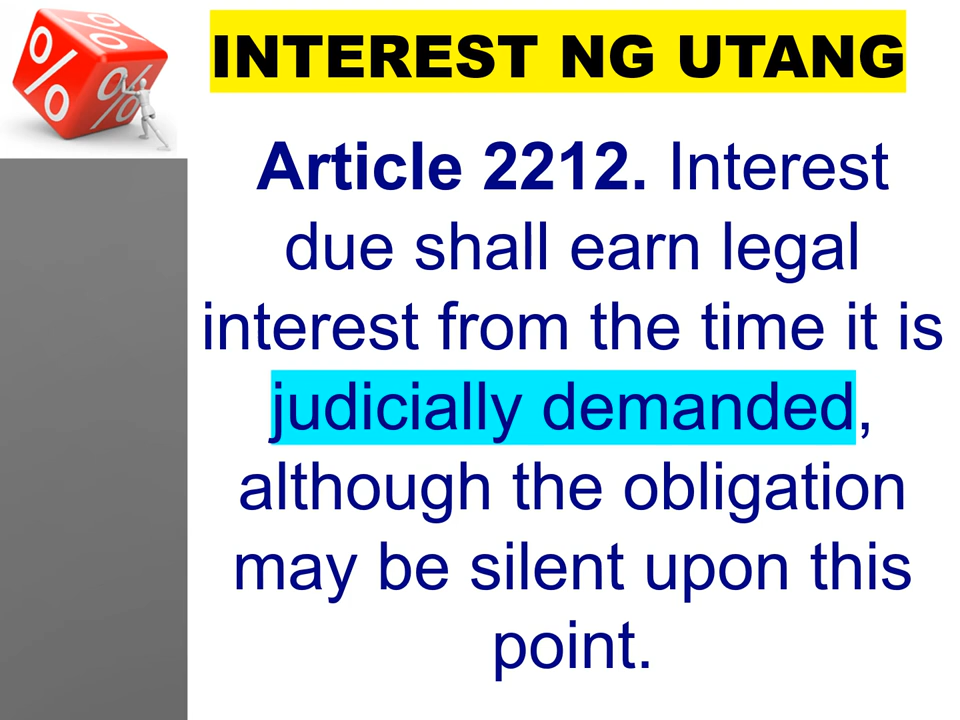 INTEREST NG UTANG
Article 2212. Interest
due shall earn legal
interest from the time it is
judicially demanded,
although the obligation
may be silent upon this
point.
%
%
%